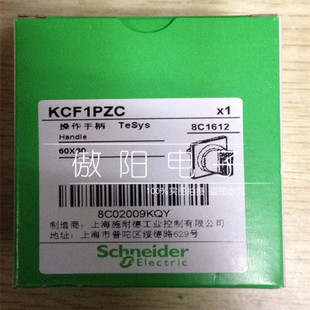 KCF1PZC x1
操作手柄 TeSys 8C1612
Handle
60X30
傲阳电
8C02009KQY
制造商：上海施耐德工业控制有限公司
地址：上海市普陀区绥德路629号
Schneider
Electric